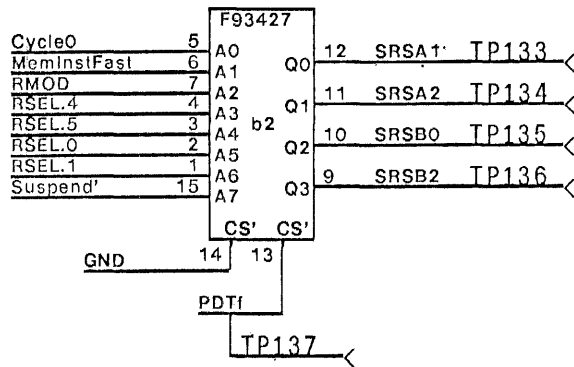 F93427
Cycle0 5 A0
MemInstFast 6 A1
RMOD 7 A2
RSEL.4 4 A3
RSEL.5 3 A4
RSEL.0 2 A5
RSEL.1 1 A6
Suspend' 15 A7
b2
Q0 12 SRSA1' TP133
Q1 11 SRSA2 TP134
Q2 10 SRSB0 TP135
Q3 9 SRSB2 TP136
CS' CS'
14 13
GND
PDTf
TP137